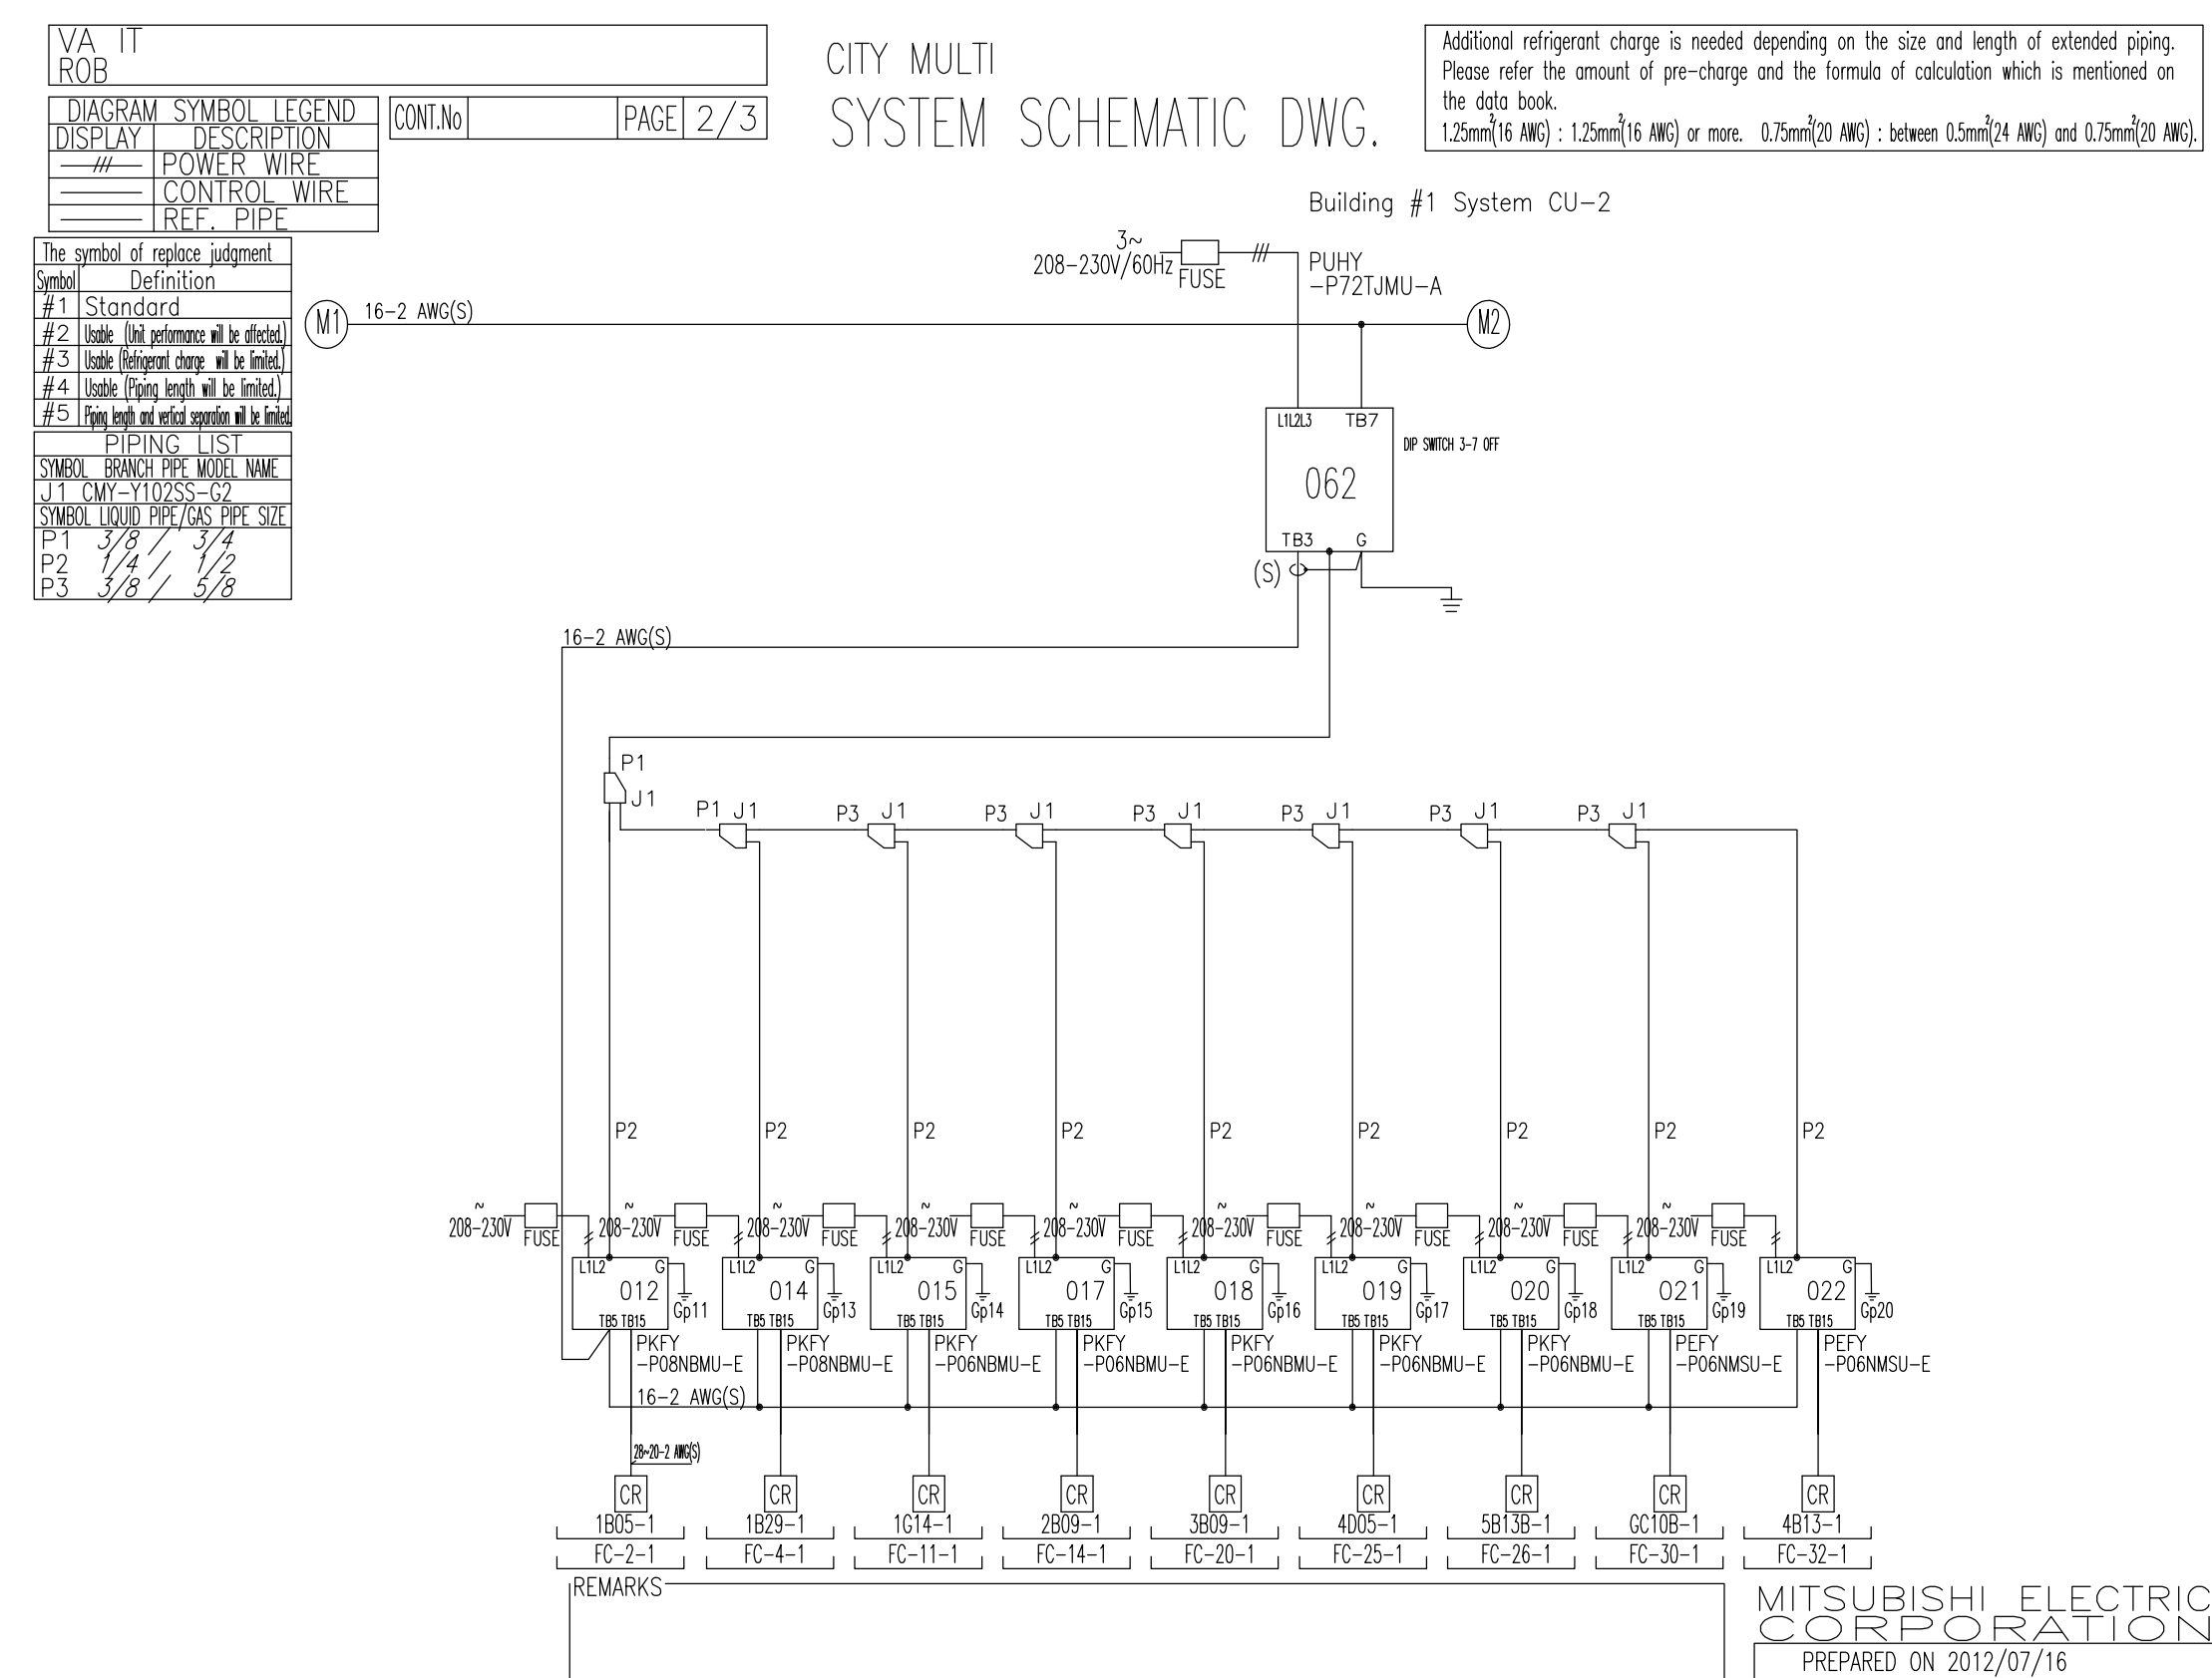 VA IT
ROB
CITY MULTI
SYSTEM SCHEMATIC DWG.
Additional refrigerant charge is needed depending on the size and length of extended piping.
Please refer the amount of pre-charge and the formula of calculation which is mentioned on
the data book.
1.25mm²(16 AWG) : 1.25mm²(16 AWG) or more. 0.75mm²(20 AWG) : between 0.5mm²(24 AWG) and 0.75mm²(20 AWG).
DIAGRAM SYMBOL LEGEND
DISPLAY DESCRIPTION
POWER WIRE
CONTROL WIRE
REF. PIPE
CONT.No PAGE 2/3
The symbol of replace judgment
Symbol Definition
#1 Standard
#2 Usable (Unit performance will be affected.)
#3 Usable (Refrigerant charge will be limited.)
#4 Usable (Piping length will be limited.)
#5 Piping length and vertical separation will be limited.
PIPING LIST
SYMBOL BRANCH PIPE MODEL NAME
J1 CMY-Y102SS-G2
SYMBOL LIQUID PIPE/GAS PIPE SIZE
P1 3/8 / 3/4
P2 1/4 / 1/2
P3 3/8 / 5/8
Building #1 System CU-2
3~
208-230V/60Hz
FUSE
PUHY
-P72TJMU-A
M1
16-2 AWG(S)
M2
L1L2L3 TB7
DIP SWITCH 3-7 OFF
062
TB3 G
(S)
16-2 AWG(S)
P1
J1
P1 J1 P3 J1 P3 J1 P3 J1 P3 J1 P3 J1 P3 J1
P2 P2 P2 P2 P2 P2 P2 P2 P2
~ ~ ~ ~ ~ ~ ~ ~ ~
208-230V 208-230V 208-230V 208-230V 208-230V 208-230V 208-230V 208-230V 208-230V
FUSE FUSE FUSE FUSE FUSE FUSE FUSE FUSE FUSE
L1L2 G L1L2 G L1L2 G L1L2 G L1L2 G L1L2 G L1L2 G L1L2 G L1L2 G
012 014 015 017 018 019 020 021 022
Gp11 Gp13 Gp14 Gp15 Gp16 Gp17 Gp18 Gp19 Gp20
TB5 TB15 TB5 TB15 TB5 TB15 TB5 TB15 TB5 TB15 TB5 TB15 TB5 TB15 TB5 TB15 TB5 TB15
PKFY PKFY PKFY PKFY PKFY PKFY PKFY PEFY PEFY
-P08NBMU-E -P08NBMU-E -P06NBMU-E -P06NBMU-E -P06NBMU-E -P06NBMU-E -P06NBMU-E -P06NMSU-E -P06NMSU-E
16-2 AWG(S)
28~20-2 AWG(S)
CR CR CR CR CR CR CR CR CR
1B05-1 1B29-1 1G14-1 2B09-1 3B09-1 4D05-1 5B13B-1 GC10B-1 4B13-1
FC-2-1 FC-4-1 FC-11-1 FC-14-1 FC-20-1 FC-25-1 FC-26-1 FC-30-1 FC-32-1
REMARKS
MITSUBISHI ELECTRIC
CORPORATION
PREPARED ON 2012/07/16